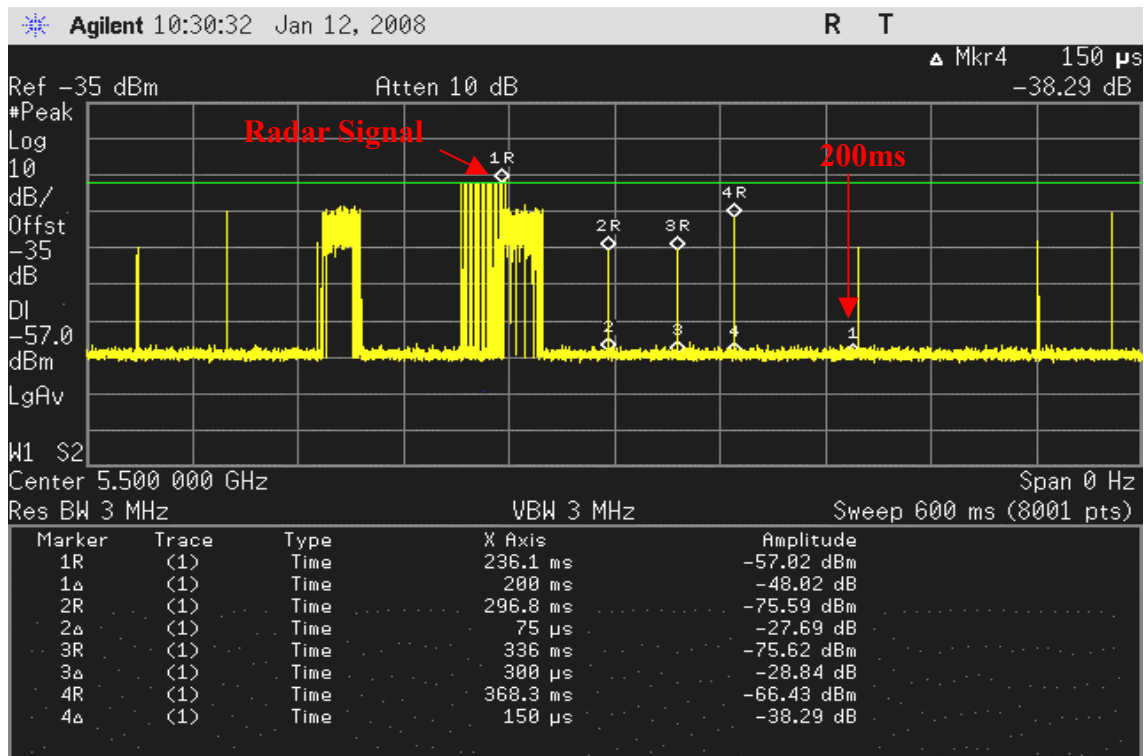 Agilent 10:30:32 Jan 12, 2008 R T
Δ Mkr4 150 µs
Ref -35 dBm Atten 10 dB -38.29 dB
#Peak
Log
10
dB/
Offst
-35
dB
DI
-57.0
dBm
LgAv
W1 S2
Radar Signal
200ms
1R
2R
3R
4R
2
3
4
1
Center 5.500 000 GHz Span 0 Hz
Res BW 3 MHz VBW 3 MHz Sweep 600 ms (8001 pts)
Marker Trace Type X Axis Amplitude
1R (1) Time 236.1 ms -57.02 dBm
1Δ (1) Time 200 ms -48.02 dB
2R (1) Time 296.8 ms -75.59 dBm
2Δ (1) Time 75 µs -27.69 dB
3R (1) Time 336 ms -75.62 dBm
3Δ (1) Time 300 µs -28.84 dB
4R (1) Time 368.3 ms -66.43 dBm
4Δ (1) Time 150 µs -38.29 dB